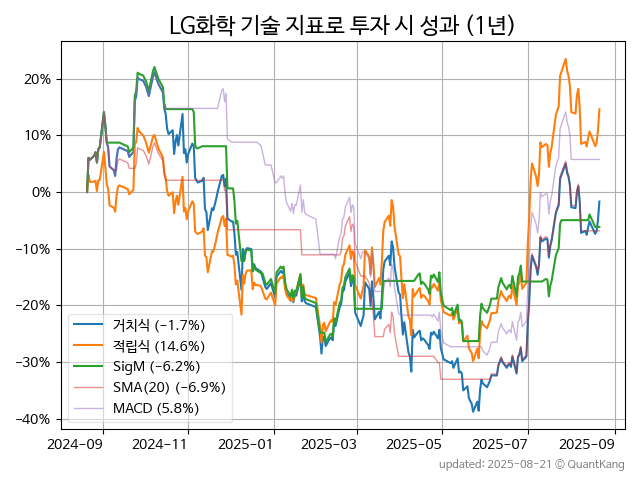 LG화학 기술 지표로 투자 시 성과 (1년)
20%
10%
0%
−10%
−20%
−30%
−40%
거치식 (−1.7%)
적립식 (14.6%)
SigM (−6.2%)
SMA(20) (−6.9%)
MACD (5.8%)
2024-09 2024-11 2025-01 2025-03 2025-05 2025-07 2025-09
updated: 2025-08-21 © QuantKang